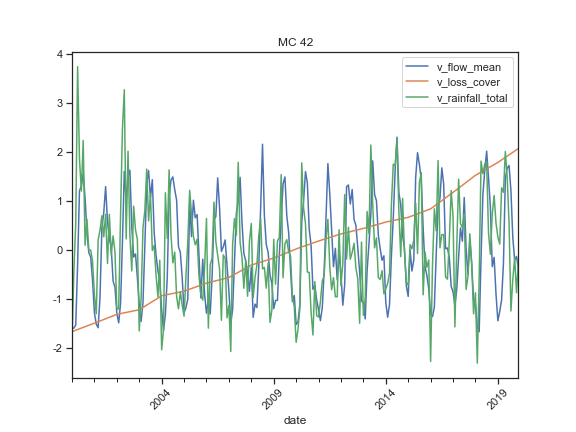 MC 42
v_flow_mean
v_loss_cover
v_rainfall_total
4
3
2
1
0
-1
-2
2004
2009
2014
2019
date